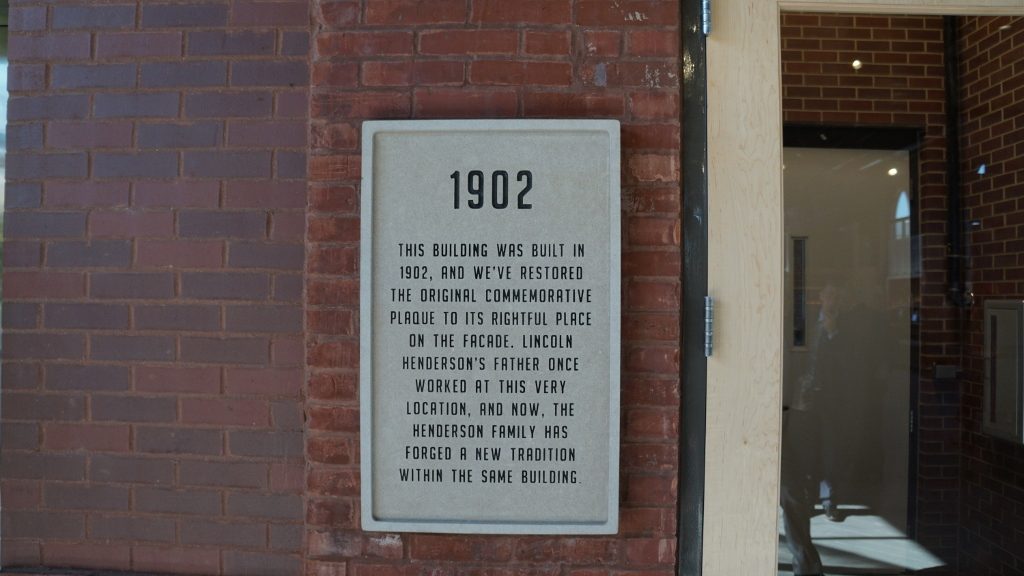 1902
THIS BUILDING WAS BUILT IN
1902, AND WE'VE RESTORED
THE ORIGINAL COMMEMORATIVE
PLAQUE TO ITS RIGHTFUL PLACE
ON THE FACADE. LINCOLN
HENDERSON'S FATHER ONCE
WORKED AT THIS VERY
LOCATION, AND NOW, THE
HENDERSON FAMILY HAS
FORGED A NEW TRADITION
WITHIN THE SAME BUILDING.